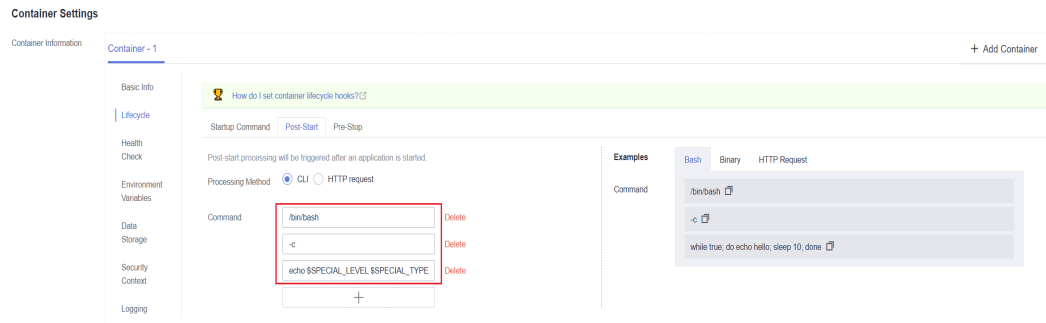 Container Settings
Container Information
Container - 1
+ Add Container
Basic Info
Lifecycle
Health
Check
Environment
Variables
Data
Storage
Security
Context
Logging
How do I set container lifecycle hooks?
Startup Command Post-Start Pre-Stop
Post-start processing will be triggered after an application is started.
Processing Method CLI HTTP request
Command /bin/bash Delete
-c Delete
echo $SPECIAL_LEVEL $SPECIAL_TYPE Delete
+
Examples Bash Binary HTTP Request
Command /bin/bash
-c
while true; do echo hello; sleep 10; done